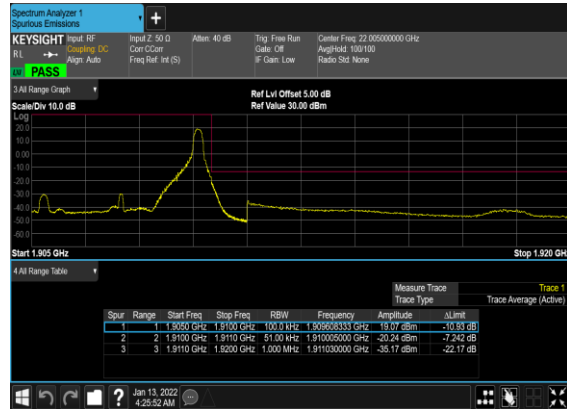 Spectrum Analyzer 1
Spurious Emissions
+
KEYSIGHT Input: RF Input Z: 50 Ω Atten: 40 dB Trig: Free Run Center Freq: 22.005000000 GHz
RL Coupling: DC Corr CCorr Gate: Off Avg|Hold: 100/100
Align: Auto Freq Ref: Int (S) IF Gain: Low Radio Std: None
PASS
3 All Range Graph
Ref Lvl Offset 5.00 dB
Scale/Div 10.0 dB Ref Value 30.00 dBm
Log
20.0
10.0
0.00
-10.0
-20.0
-30.0
-40.0
-50.0
-60.0
Start 1.905 GHz Stop 1.920 GH
4 All Range Table
Measure Trace Trace 1
Trace Type Trace Average (Active)
Spur Range Start Freq Stop Freq RBW Frequency Amplitude ΔLimit
1 1 1.9050 GHz 1.9100 GHz 100.0 kHz 1.909608333 GHz 19.07 dBm -10.93 dB
2 2 1.9100 GHz 1.9110 GHz 51.00 kHz 1.910005000 GHz -20.24 dBm -7.242 dB
3 3 1.9110 GHz 1.9200 GHz 1.000 MHz 1.911030000 GHz -35.17 dBm -22.17 dB
? Jan 13, 2022
4:25:52 AM